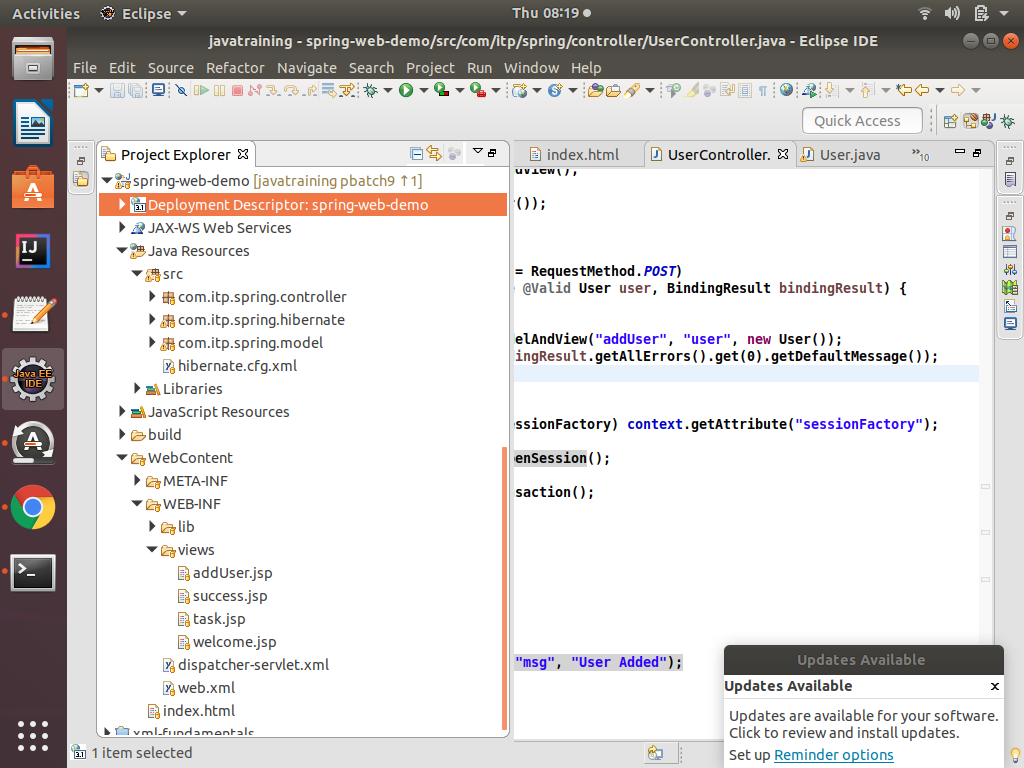 Activities Eclipse Thu 08:19
javatraining - spring-web-demo/src/com/itp/spring/controller/UserController.java - Eclipse IDE
File Edit Source Refactor Navigate Search Project Run Window Help
Quick Access
Project Explorer
index.html UserController. User.java »10
spring-web-demo [javatraining pbatch9 ↑1]
Deployment Descriptor: spring-web-demo
JAX-WS Web Services
Java Resources
src
com.itp.spring.controller
com.itp.spring.hibernate
com.itp.spring.model
hibernate.cfg.xml
Libraries
JavaScript Resources
build
WebContent
META-INF
WEB-INF
lib
views
addUser.jsp
success.jsp
task.jsp
welcome.jsp
dispatcher-servlet.xml
web.xml
index.html
xml-fundamentals
());
= RequestMethod.POST)
@Valid User user, BindingResult bindingResult) {
elAndView("addUser", "user", new User());
ingResult.getAllErrors().get(0).getDefaultMessage());
ssionFactory) context.getAttribute("sessionFactory");
enSession();
saction();
"msg", "User Added");
Java EE
IDE
1 item selected
Updates Available
Updates Available x
Updates are available for your software.
Click to review and install updates.
Set up Reminder options